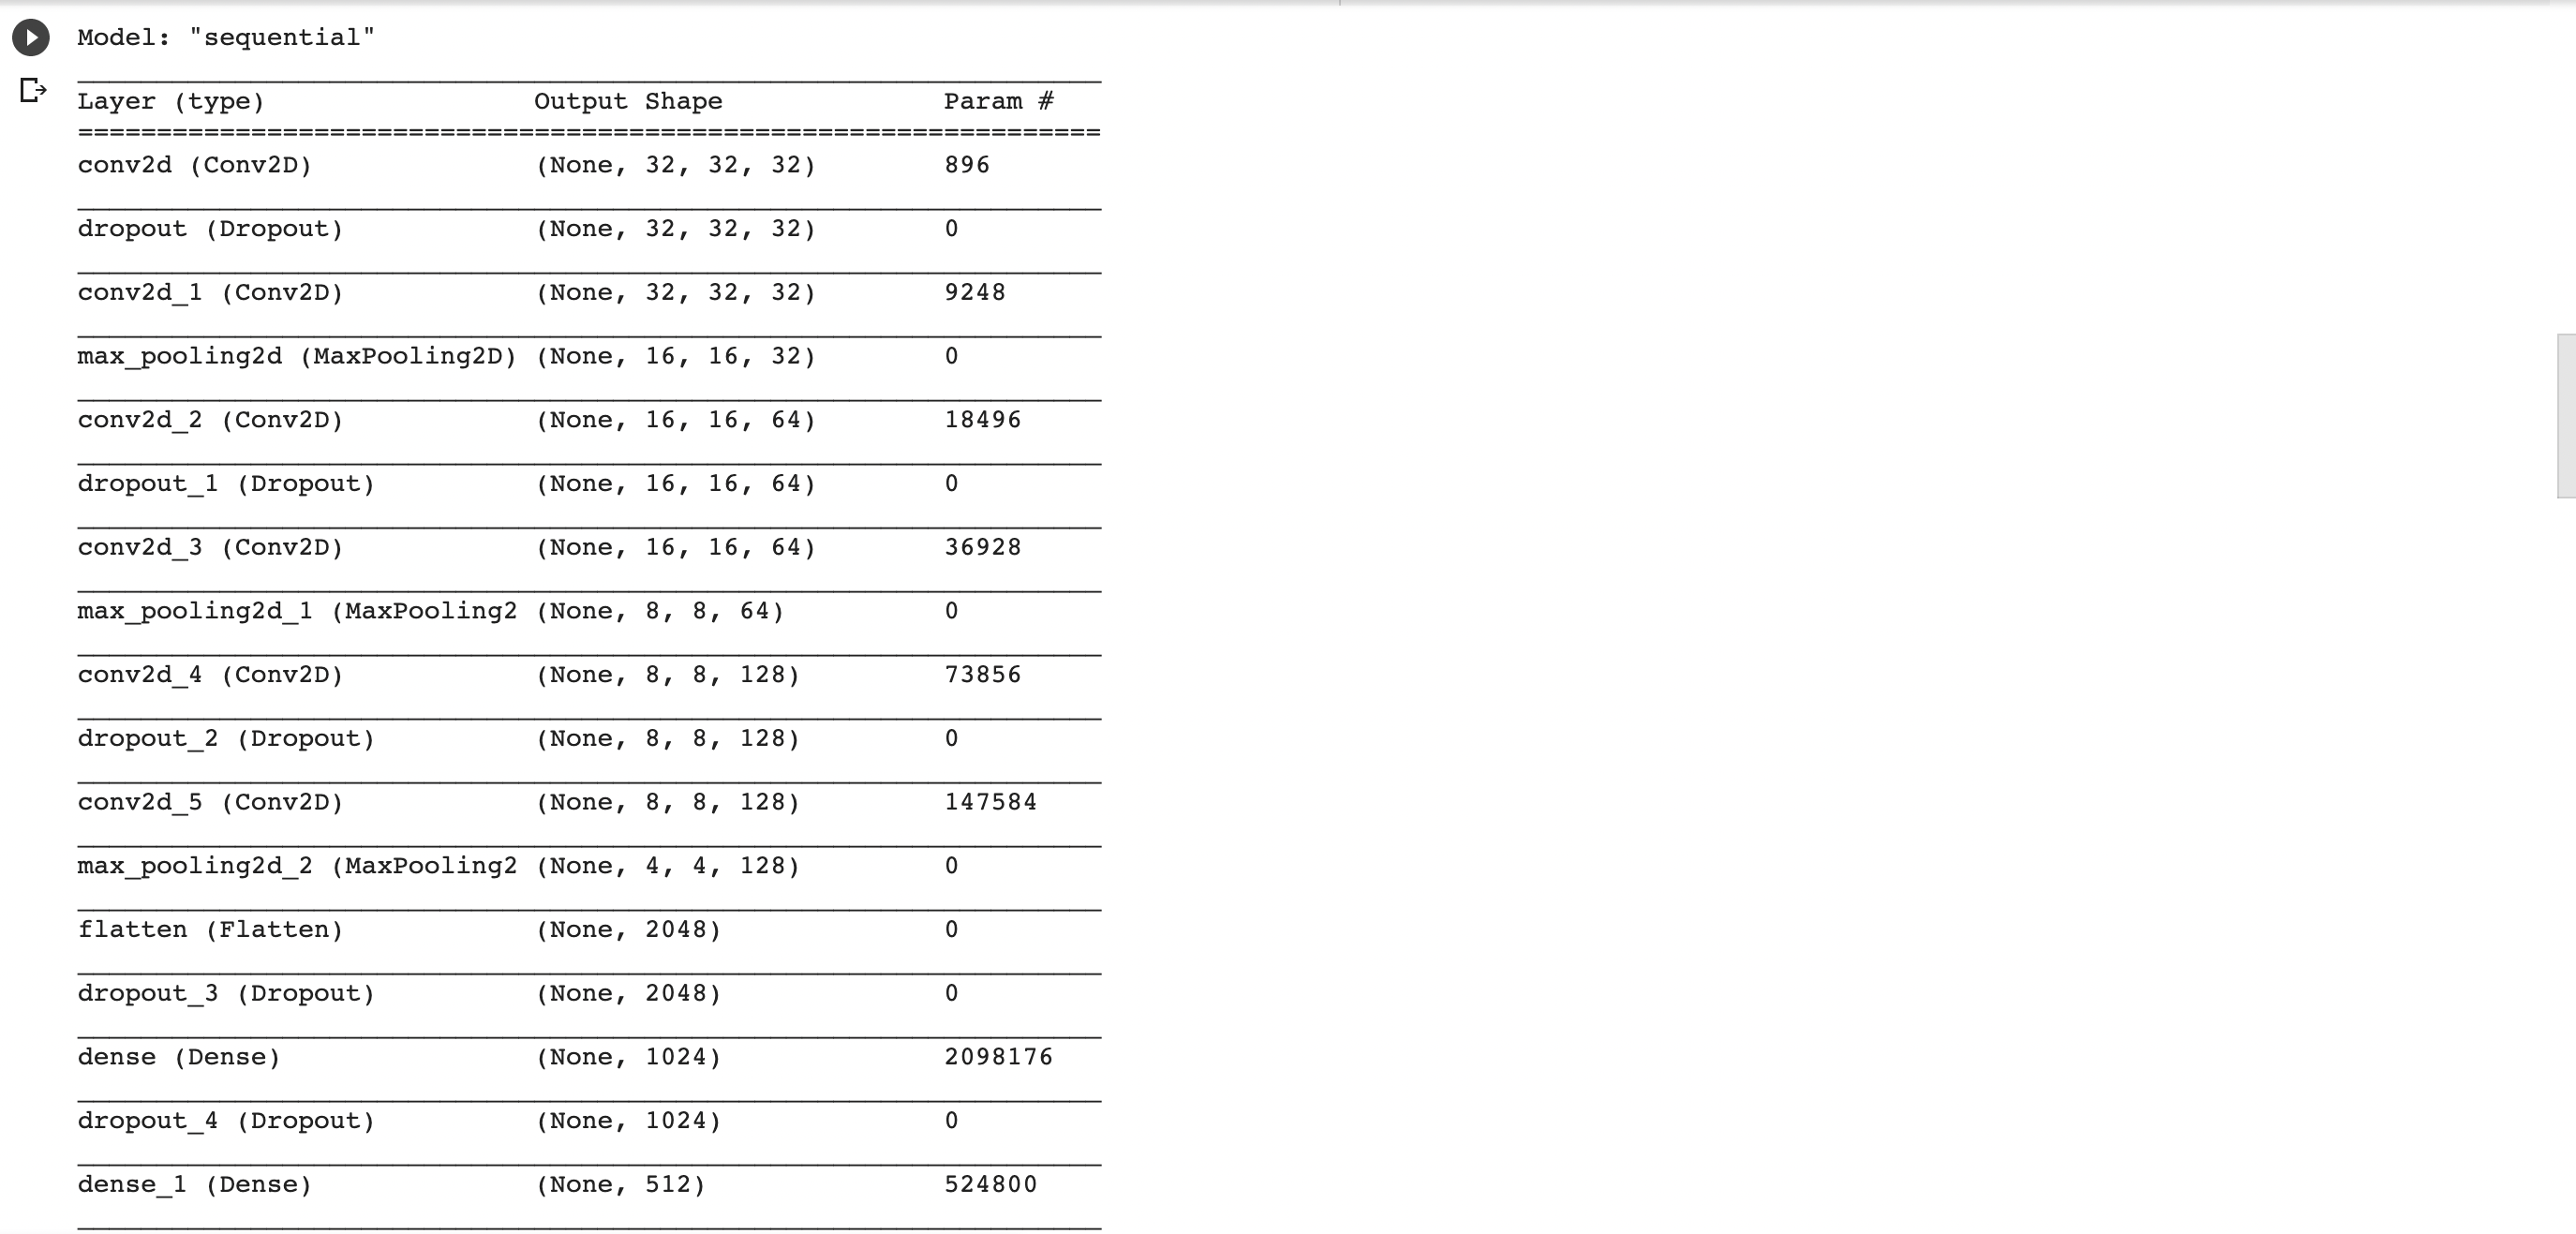 Model: "sequential"
Layer (type) Output Shape Param #
=================================================================
conv2d (Conv2D) (None, 32, 32, 32) 896
dropout (Dropout) (None, 32, 32, 32) 0
conv2d_1 (Conv2D) (None, 32, 32, 32) 9248
max_pooling2d (MaxPooling2D) (None, 16, 16, 32) 0
conv2d_2 (Conv2D) (None, 16, 16, 64) 18496
dropout_1 (Dropout) (None, 16, 16, 64) 0
conv2d_3 (Conv2D) (None, 16, 16, 64) 36928
max_pooling2d_1 (MaxPooling2 (None, 8, 8, 64) 0
conv2d_4 (Conv2D) (None, 8, 8, 128) 73856
dropout_2 (Dropout) (None, 8, 8, 128) 0
conv2d_5 (Conv2D) (None, 8, 8, 128) 147584
max_pooling2d_2 (MaxPooling2 (None, 4, 4, 128) 0
flatten (Flatten) (None, 2048) 0
dropout_3 (Dropout) (None, 2048) 0
dense (Dense) (None, 1024) 2098176
dropout_4 (Dropout) (None, 1024) 0
dense_1 (Dense) (None, 512) 524800